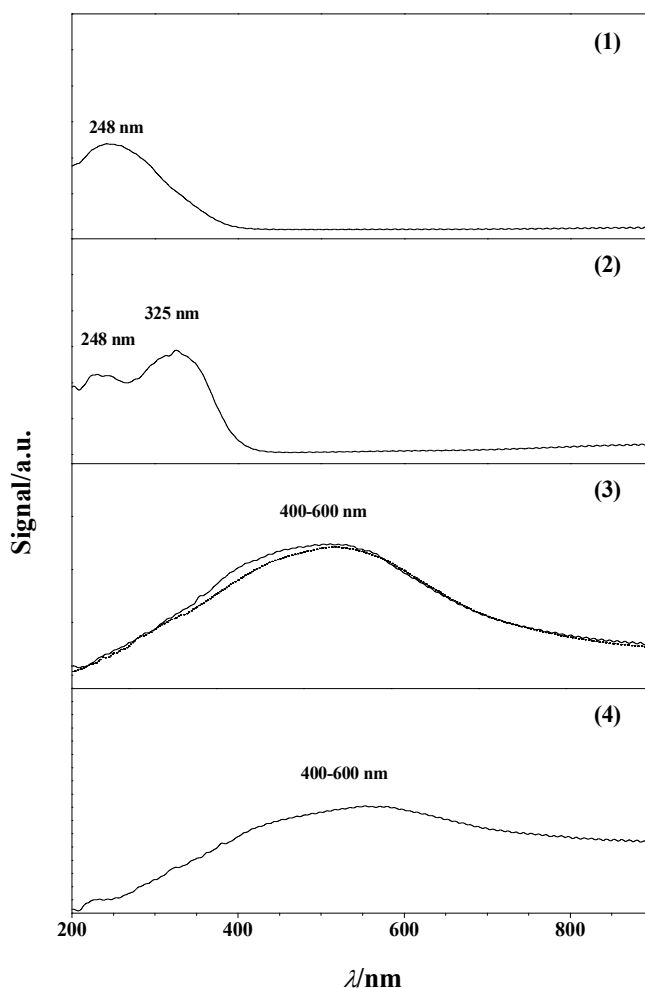 (1)
248 nm
(2)
325 nm
248 nm
(3)
400-600 nm
(4)
400-600 nm
Signal/a.u.
200 400 600 800
λ/nm